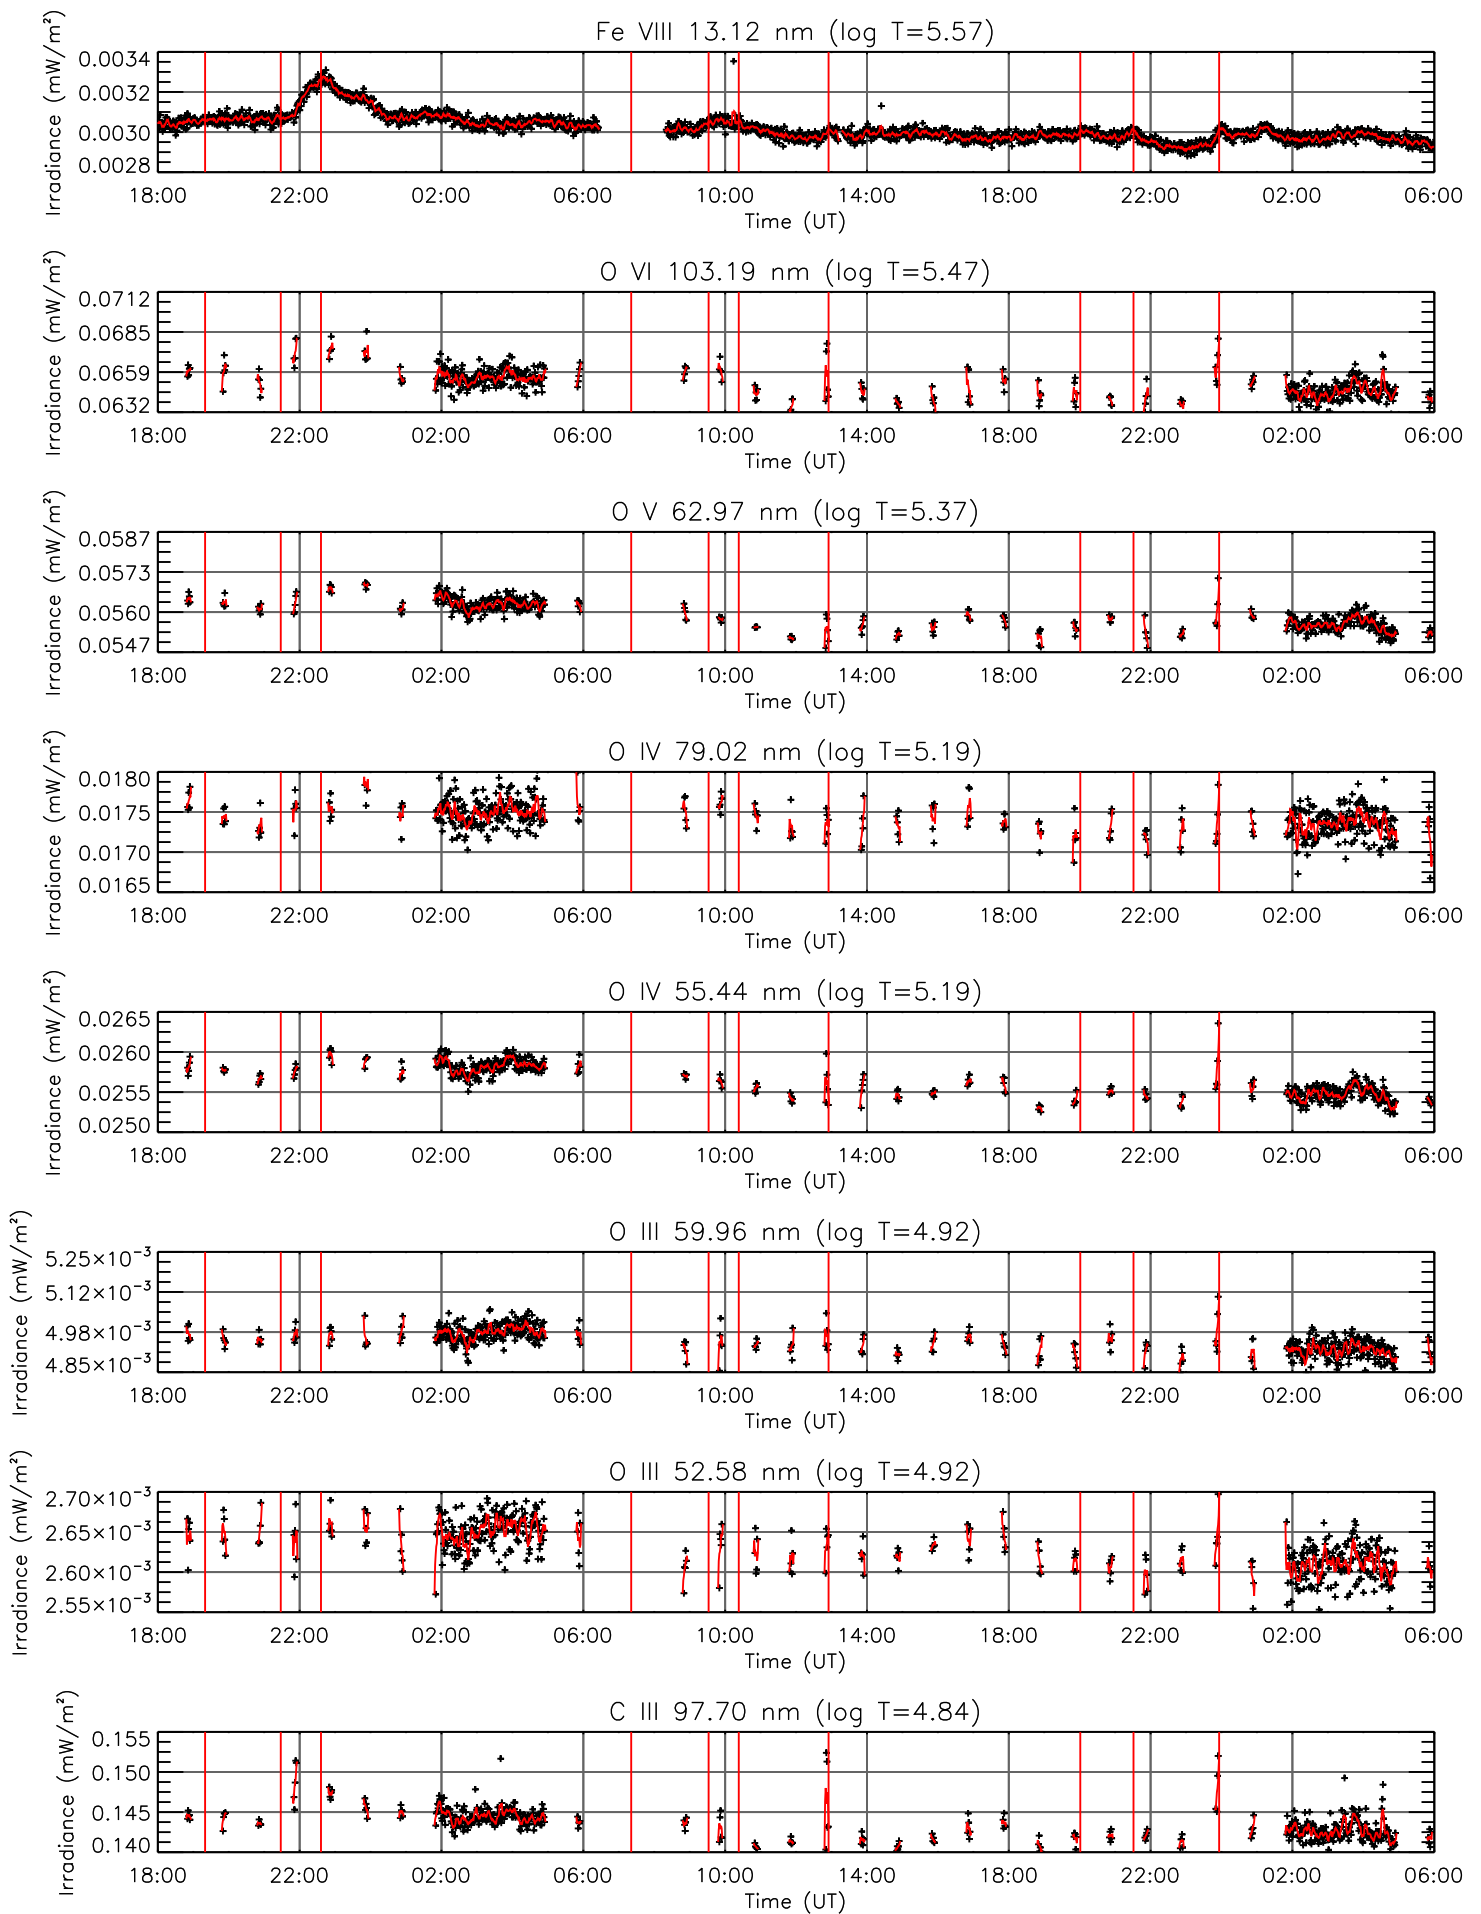 Fe VIII 13.12 nm (log T=5.57)
Irradiance (mW/m²)
0.0034
0.0032
0.0030
0.0028
18:00 22:00 02:00 06:00 10:00 14:00 18:00 22:00 02:00 06:00
Time (UT)
O VI 103.19 nm (log T=5.47)
Irradiance (mW/m²)
0.0712
0.0685
0.0659
0.0632
18:00 22:00 02:00 06:00 10:00 14:00 18:00 22:00 02:00 06:00
Time (UT)
O V 62.97 nm (log T=5.37)
Irradiance (mW/m²)
0.0587
0.0573
0.0560
0.0547
18:00 22:00 02:00 06:00 10:00 14:00 18:00 22:00 02:00 06:00
Time (UT)
O IV 79.02 nm (log T=5.19)
Irradiance (mW/m²)
0.0180
0.0175
0.0170
0.0165
18:00 22:00 02:00 06:00 10:00 14:00 18:00 22:00 02:00 06:00
Time (UT)
O IV 55.44 nm (log T=5.19)
Irradiance (mW/m²)
0.0265
0.0260
0.0255
0.0250
18:00 22:00 02:00 06:00 10:00 14:00 18:00 22:00 02:00 06:00
Time (UT)
O III 59.96 nm (log T=4.92)
Irradiance (mW/m²)
5.25×10⁻³
5.12×10⁻³
4.98×10⁻³
4.85×10⁻³
18:00 22:00 02:00 06:00 10:00 14:00 18:00 22:00 02:00 06:00
Time (UT)
O III 52.58 nm (log T=4.92)
Irradiance (mW/m²)
2.70×10⁻³
2.65×10⁻³
2.60×10⁻³
2.55×10⁻³
18:00 22:00 02:00 06:00 10:00 14:00 18:00 22:00 02:00 06:00
Time (UT)
C III 97.70 nm (log T=4.84)
Irradiance (mW/m²)
0.155
0.150
0.145
0.140
18:00 22:00 02:00 06:00 10:00 14:00 18:00 22:00 02:00 06:00
Time (UT)